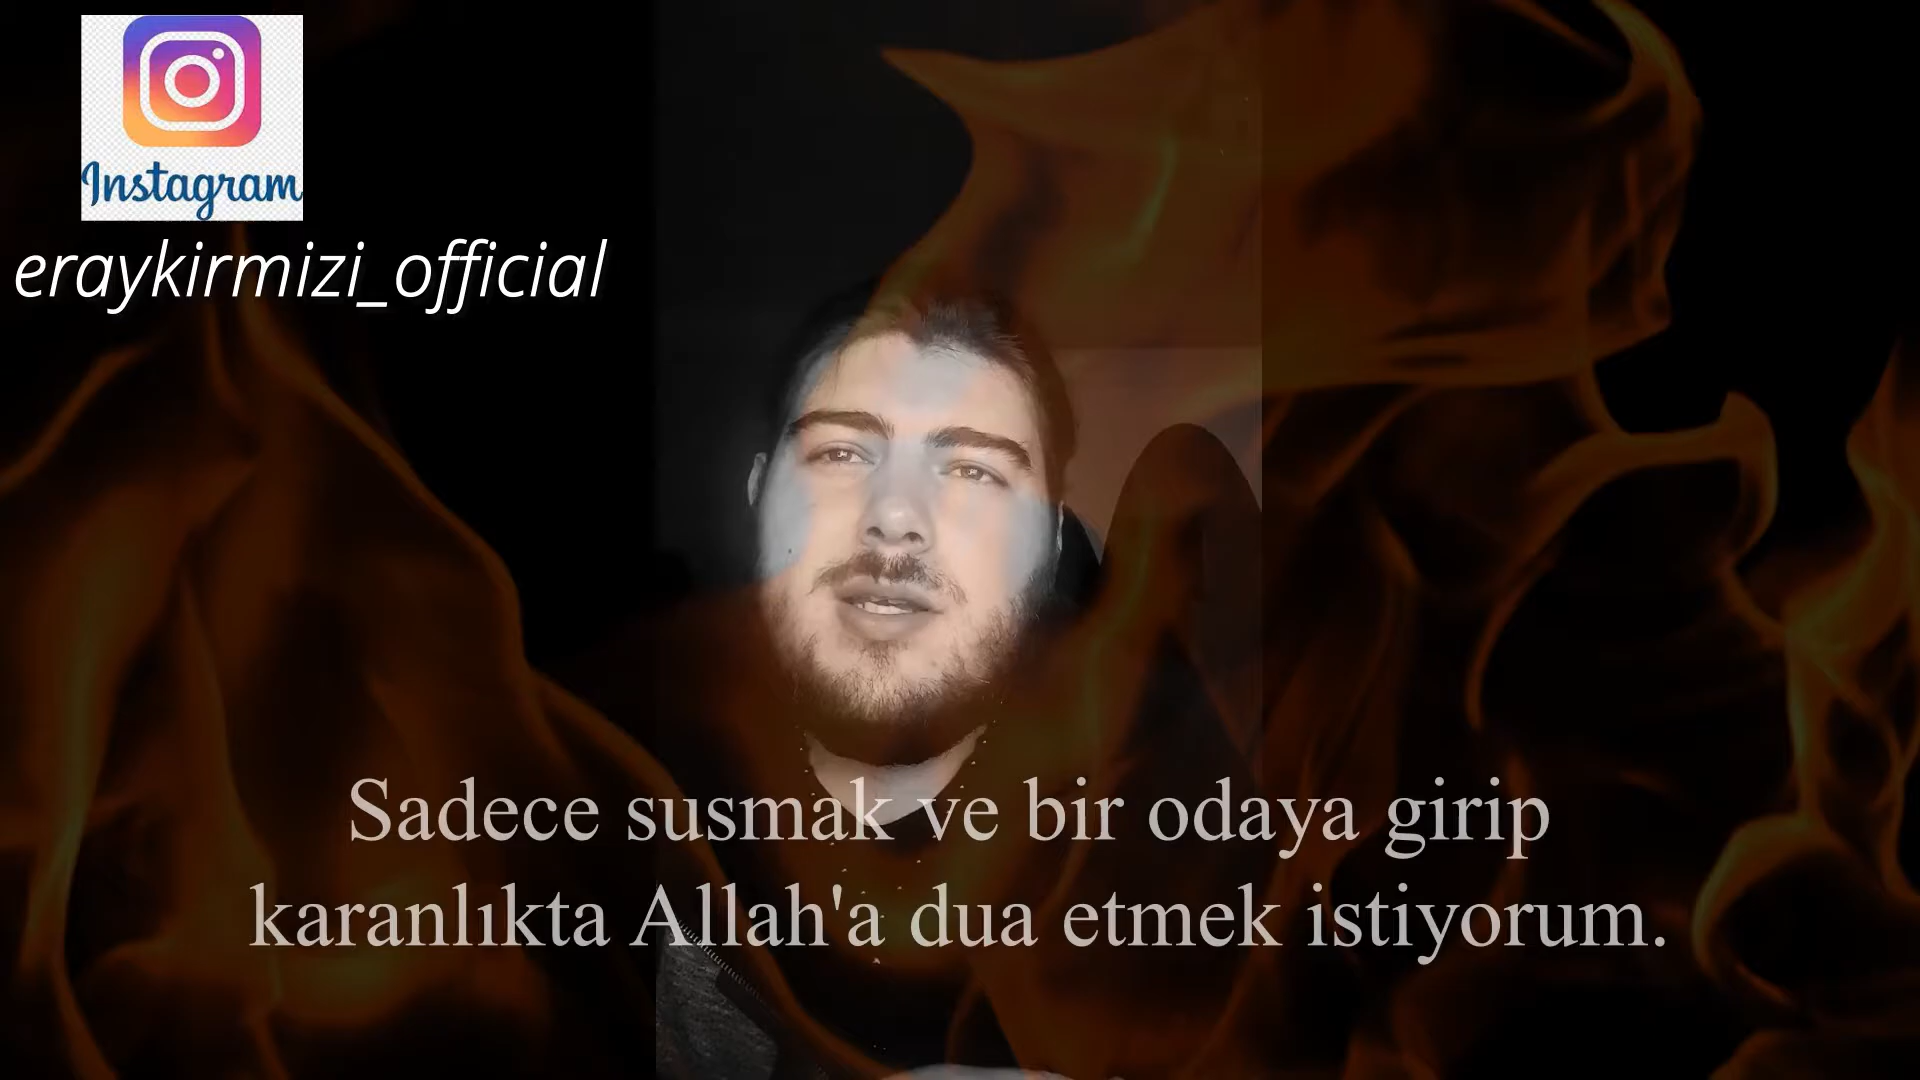 Instagram
eraykirmizi_official
Sadece susmak ve bir odaya girip
karanlıkta Allah'a dua etmek istiyorum.